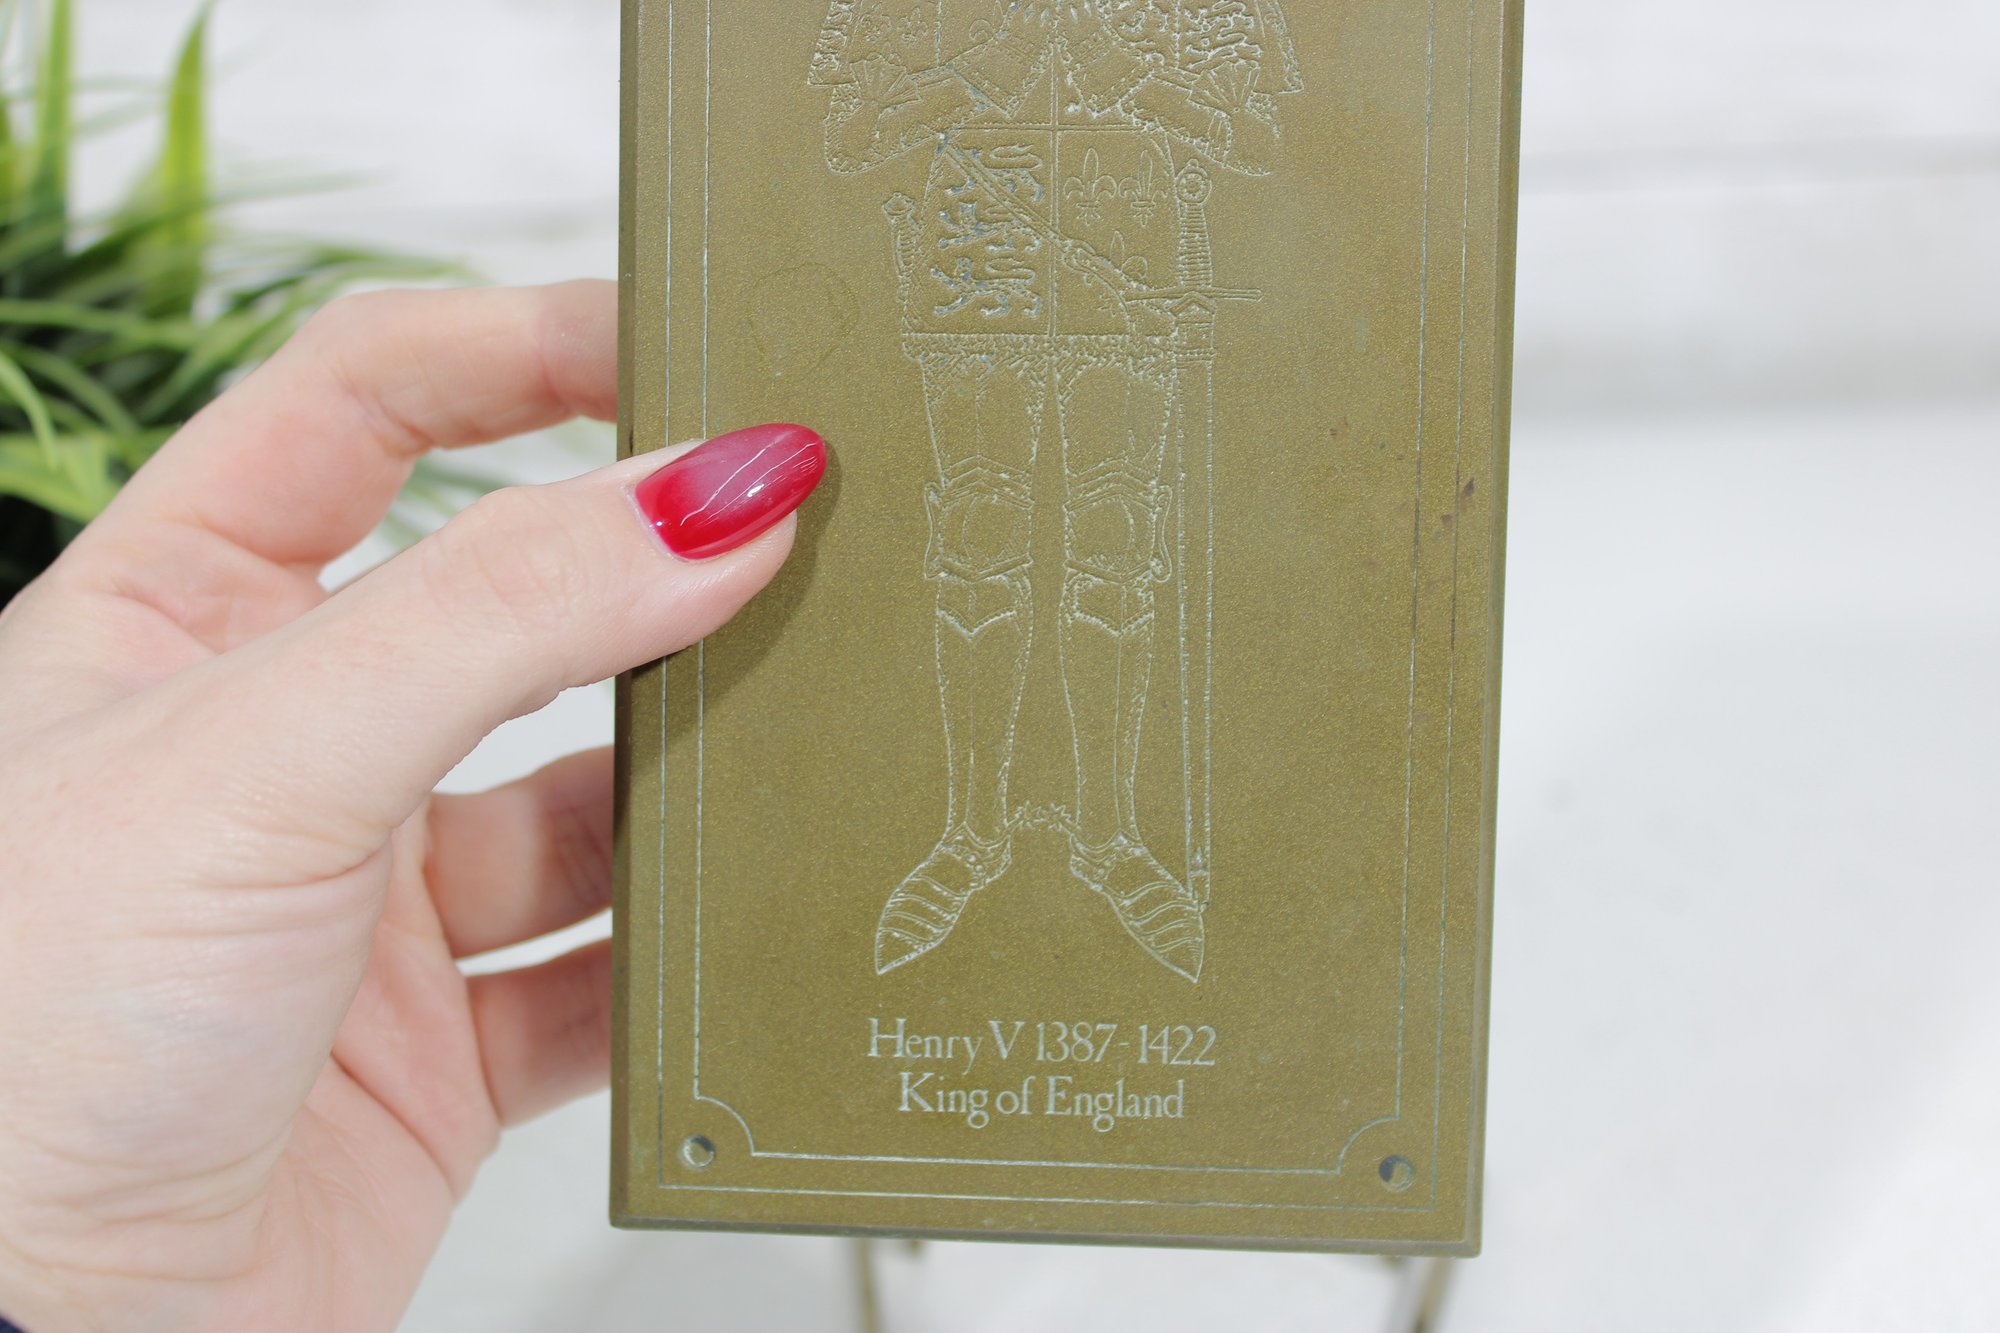 Henry V 1387-1422
King of England